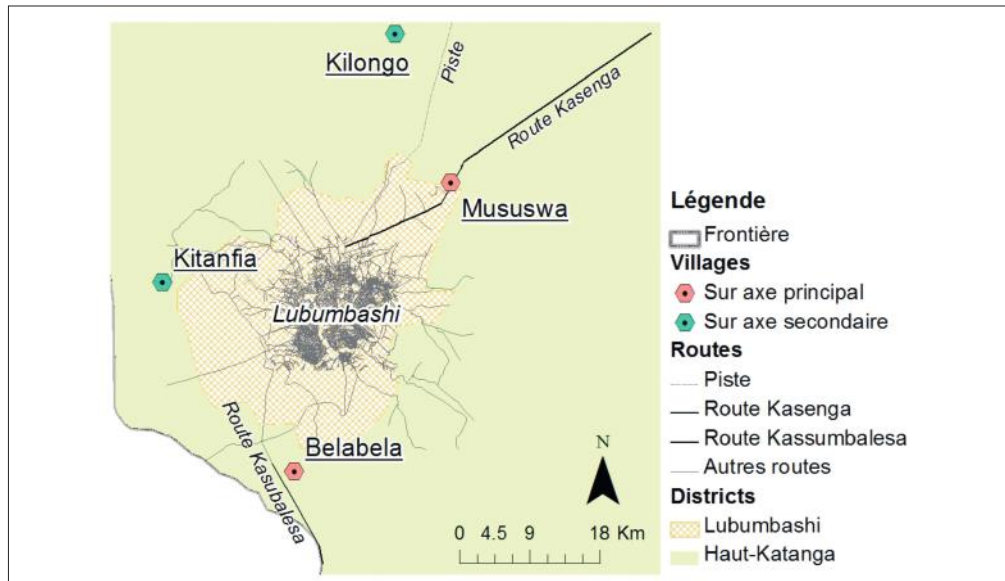 Kilongo
Piste
Route Kasenga
Mususwa
Kitanfia
Lubumbashi
Belabela
Route Kasubalesa
N
0 4.5 9 18 Km
Légende
Frontière
Villages
Sur axe principal
Sur axe secondaire
Routes
Piste
Route Kasenga
Route Kassumbalesa
Autres routes
Districts
Lubumbashi
Haut-Katanga